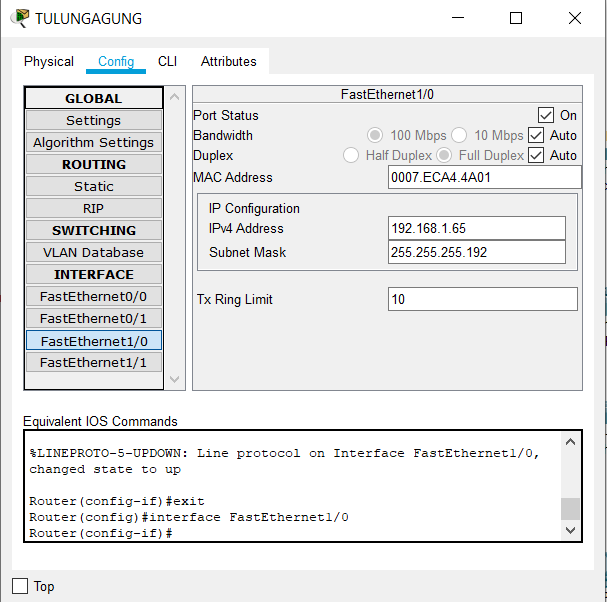 TULUNGAGUNG
Physical Config CLI Attributes
GLOBAL
Settings
Algorithm Settings
ROUTING
Static
RIP
SWITCHING
VLAN Database
INTERFACE
FastEthernet0/0
FastEthernet0/1
FastEthernet1/0
FastEthernet1/1
FastEthernet1/0
Port Status On
Bandwidth 100 Mbps 10 Mbps Auto
Duplex Half Duplex Full Duplex Auto
MAC Address 0007.ECA4.4A01
IP Configuration
IPv4 Address 192.168.1.65
Subnet Mask 255.255.255.192
Tx Ring Limit 10
Equivalent IOS Commands
%LINEPROTO-5-UPDOWN: Line protocol on Interface FastEthernet1/0,
changed state to up
Router(config-if)#exit
Router(config)#interface FastEthernet1/0
Router(config-if)#
Top